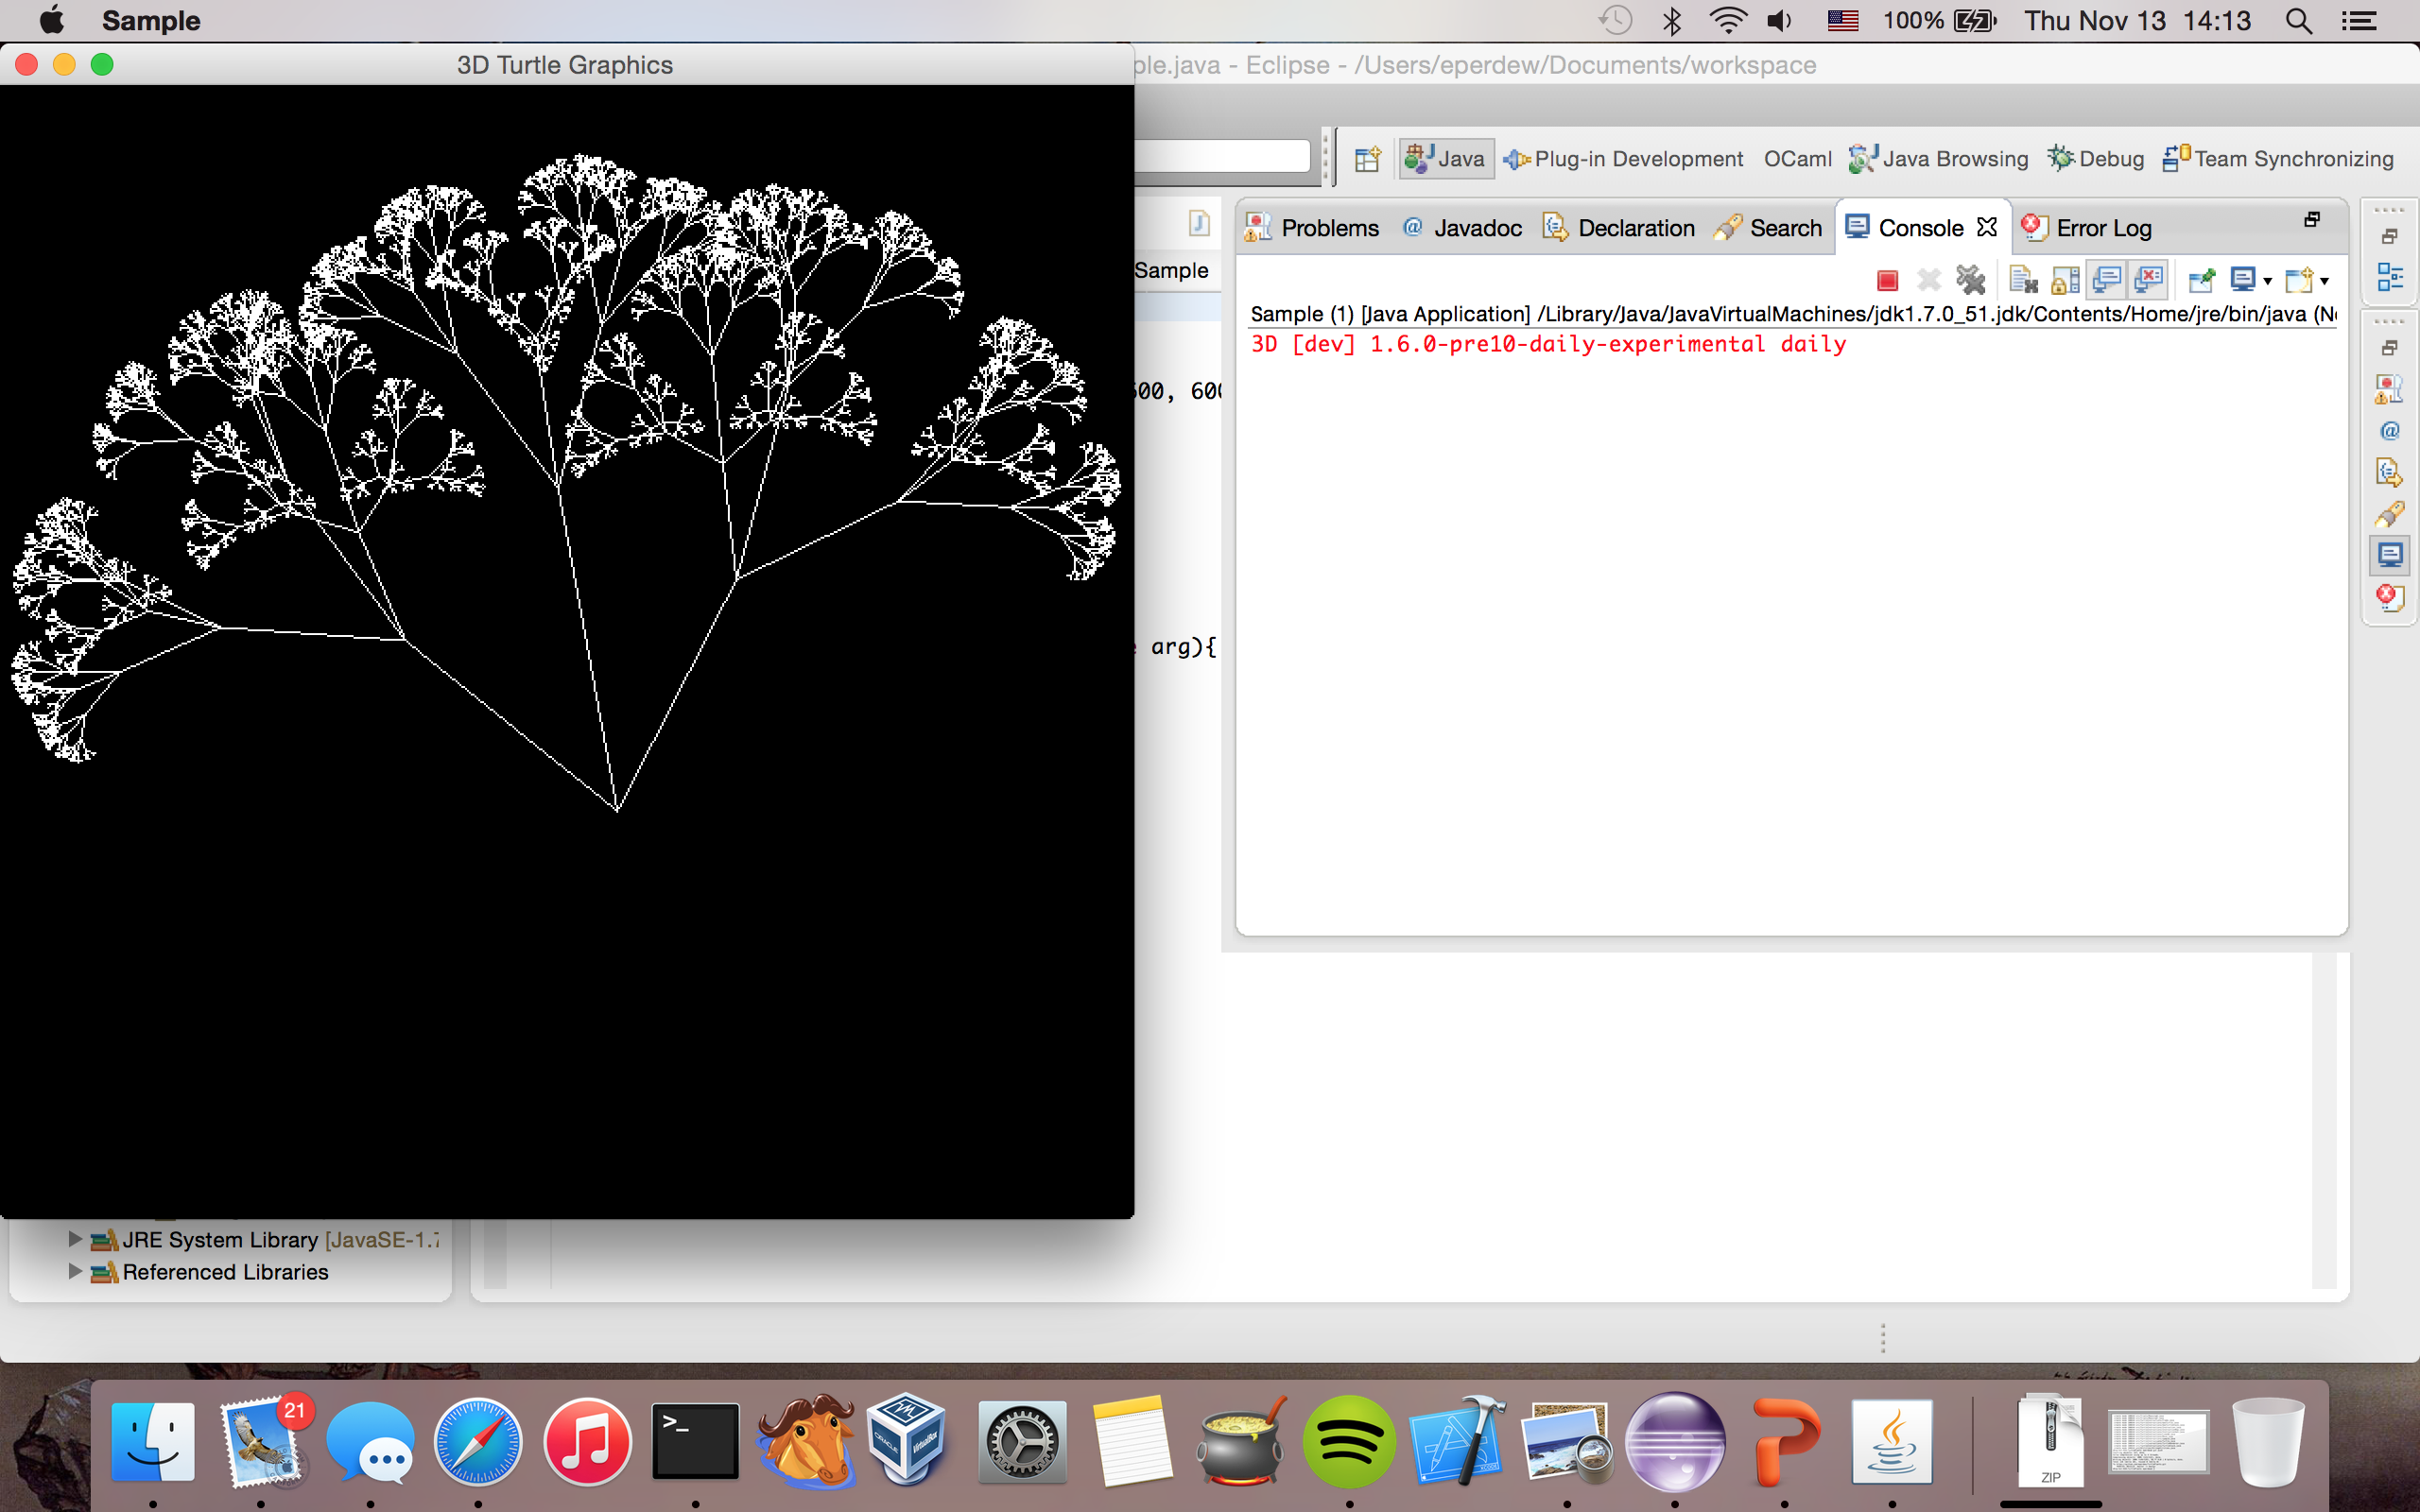 Sample
100%
Thu Nov 13 14:13
3D Turtle Graphics
ple.java - Eclipse - /Users/eperdew/Documents/workspace
Java
Plug-in Development
OCaml
Java Browsing
Debug
Team Synchronizing
Problems
@ Javadoc
Declaration
Search
Console
Error Log
Sample
Sample (1) [Java Application] /Library/Java/JavaVirtualMachines/jdk1.7.0_51.jdk/Contents/Home/jre/bin/java (N
3D [dev] 1.6.0-pre10-daily-experimental daily
600, 600
arg){
@
JRE System Library [JavaSE-1.7
Referenced Libraries
21
>_
ZIP